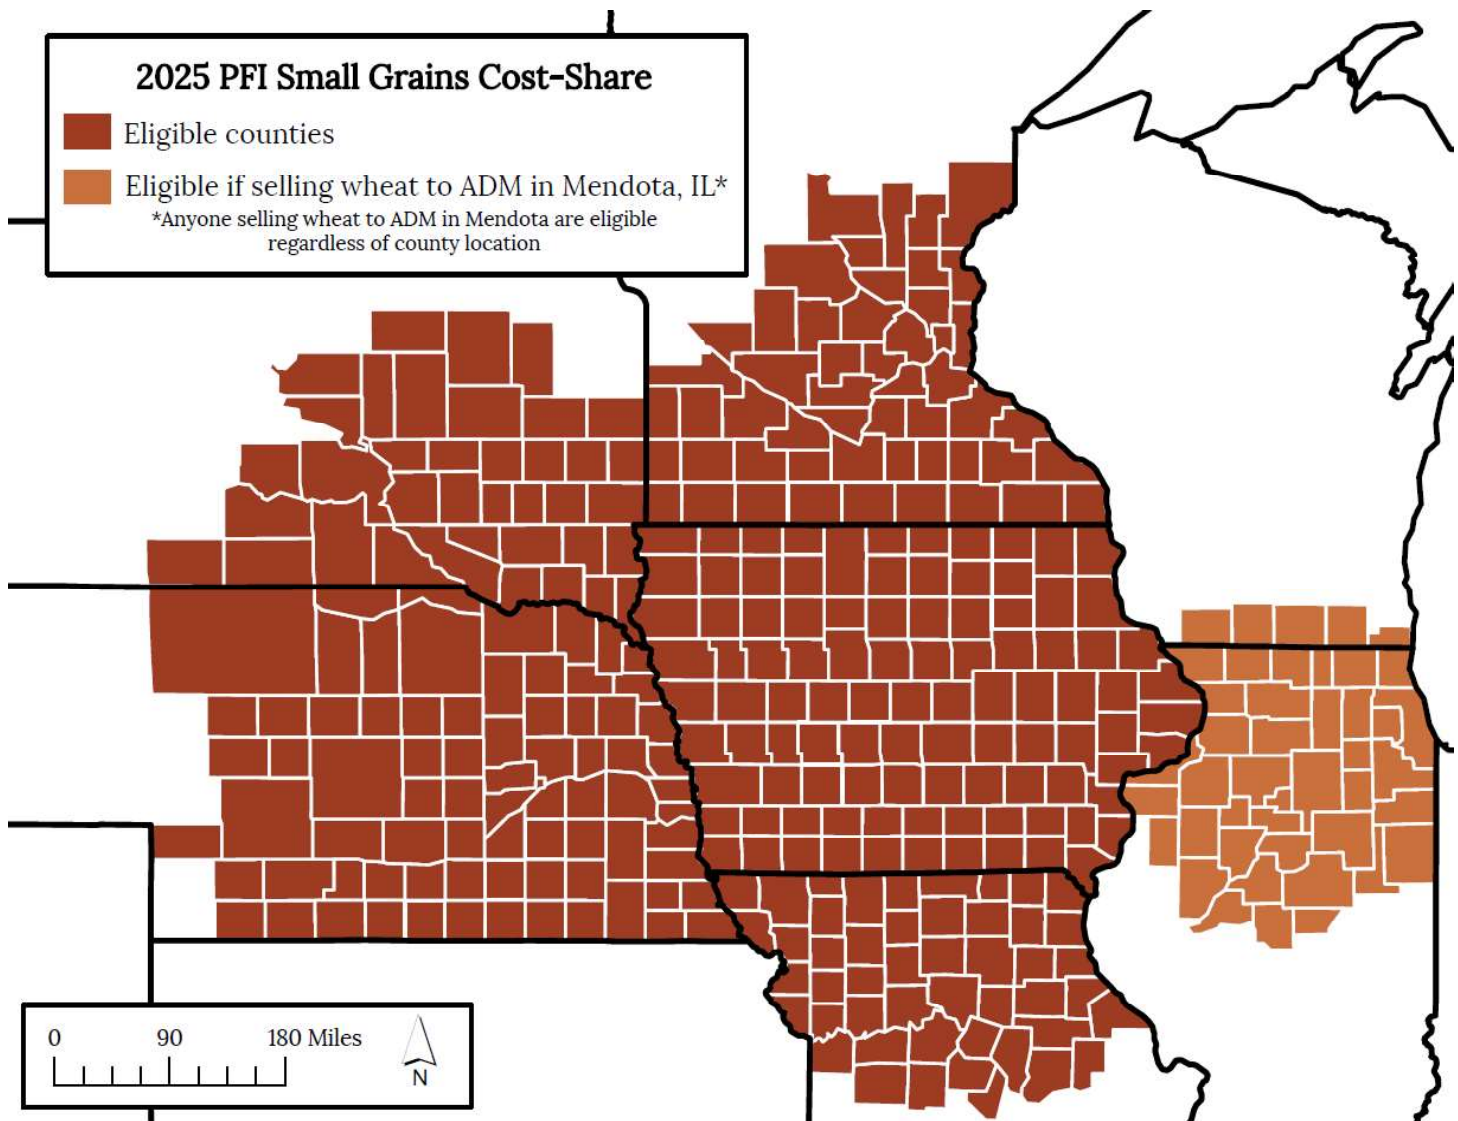 2025 PFI Small Grains Cost-Share
Eligible counties
Eligible if selling wheat to ADM in Mendota, IL*
*Anyone selling wheat to ADM in Mendota are eligible
regardless of county location
0 90 180 Miles
N